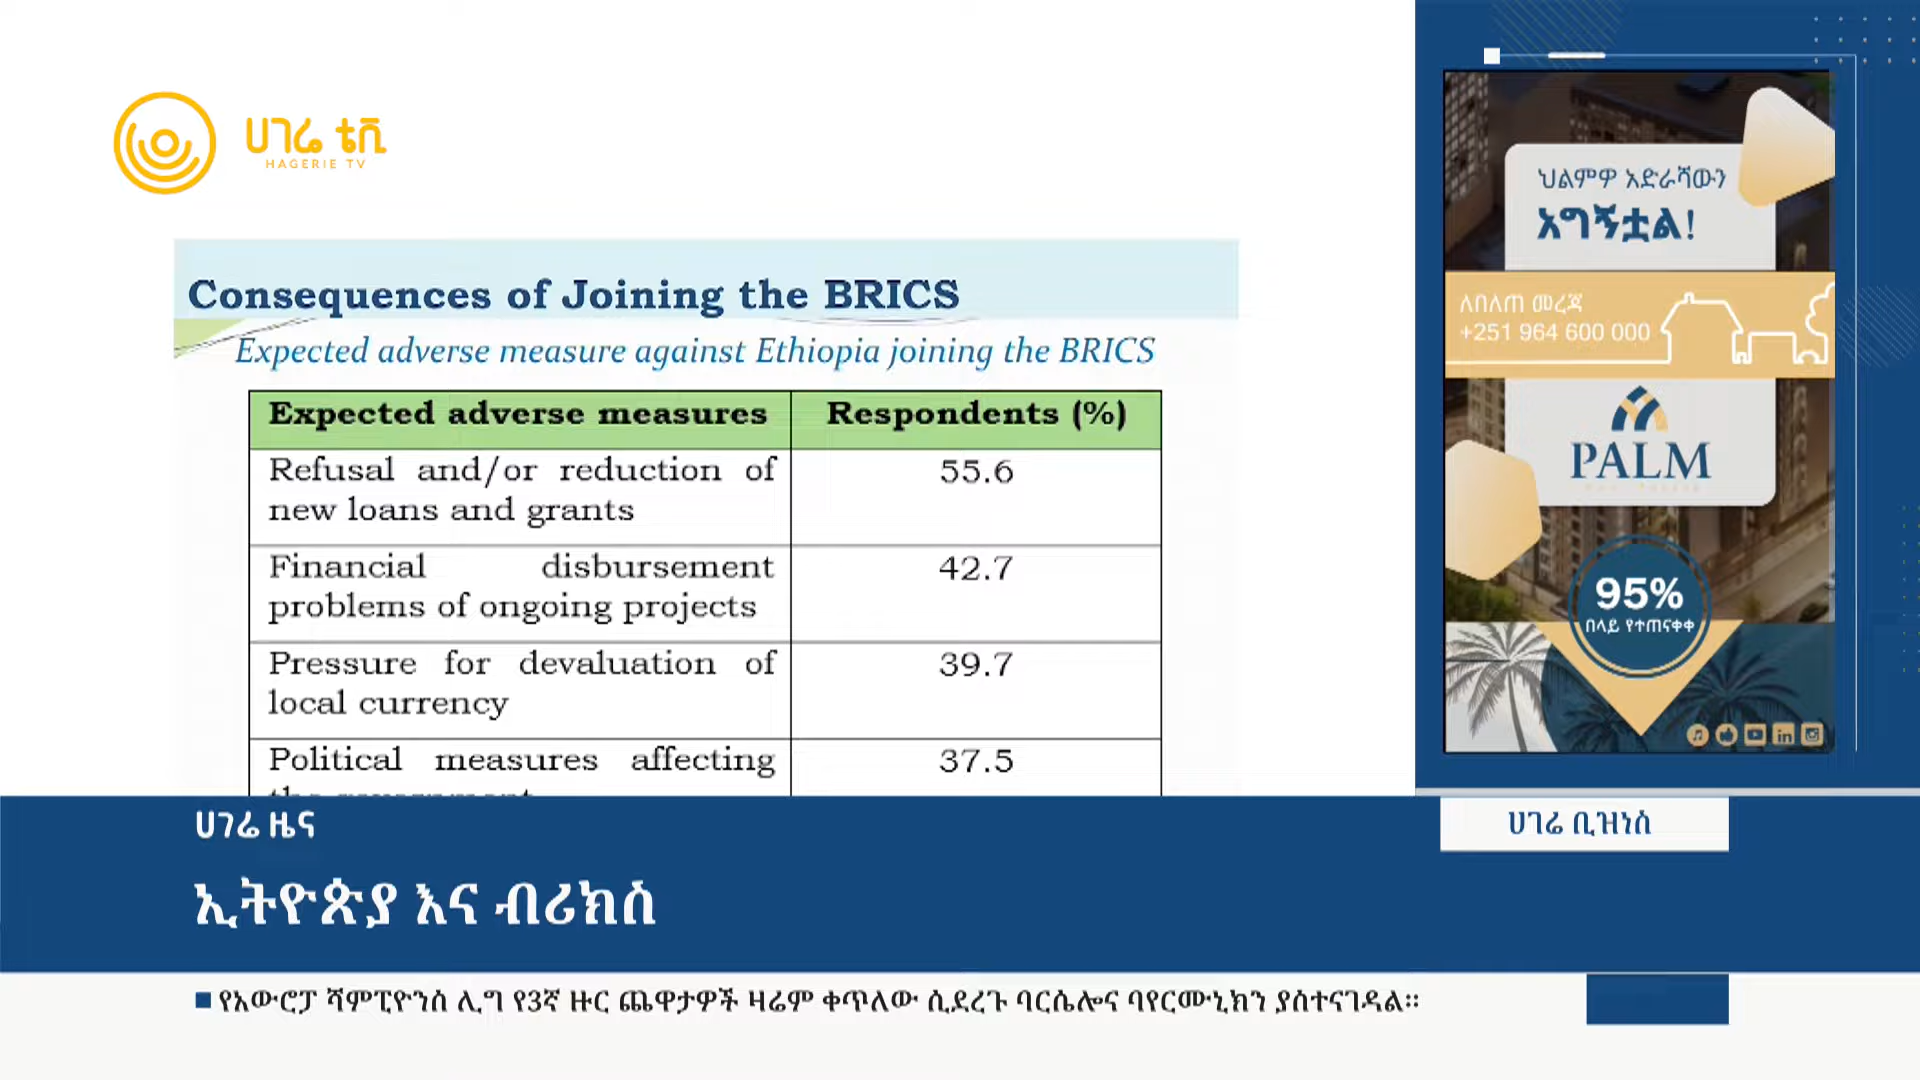 ሀገሬ ቴቪ
HAGERIE TV
Consequences of Joining the BRICS
Expected adverse measure against Ethiopia joining the BRICS
Expected adverse measures Respondents (%)
Refusal and/or reduction of 55.6
new loans and grants
Financial disbursement 42.7
problems of ongoing projects
Pressure for devaluation of 39.7
local currency
Political measures affecting 37.5
ህልምዎ አድራሻውን
አግኝቷል!
ለበለጠ መረጃ
+251 964 600 000
PALM
95%
በላይ የተጠናቀቀ
ሀገሬ ዜና
ሀገሬ ቢዝነስ
ኢትዮጵያ እና ብሪክስ
የአውሮፓ ሻምፒዮንስ ሊግ የ3ኛ ዙር ጨዋታዎች ዛሬም ቀጥለው ሲደረጉ ባርሴሎና ባየርሙኒክን ያስተናገዳል።